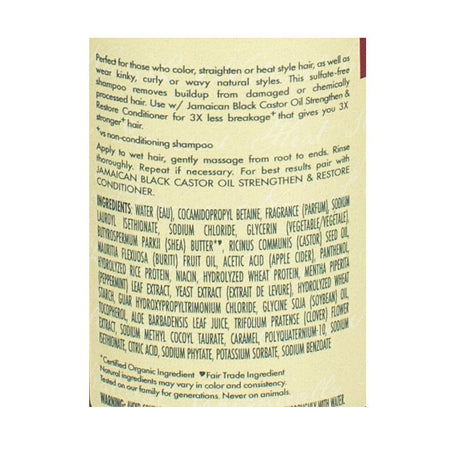 Perfect for those who color, straighten or heat style hair, as well as
wear kinky, curly or wavy natural styles. This sulfate-free
shampoo removes buildup from damaged or chemically
processed hair. Use w/ Jamaican Black Castor Oil Strengthen &
Restore Conditioner for 3X less breakage⁺ that gives you 3X
stronger⁺ hair.
⁺vs non-conditioning shampoo
Apply to wet hair, gently massage from root to ends. Rinse
thoroughly. Repeat if necessary. For best results pair with
JAMAICAN BLACK CASTOR OIL STRENGTHEN & RESTORE
CONDITIONER.
INGREDIENTS: WATER (EAU), COCAMIDOPROPYL BETAINE, FRAGRANCE (PARFUM), SODIUM
LAUROYL ISETHIONATE, SODIUM CHLORIDE, GLYCERIN (VEGETABLE/VEGETALE),
BUTYROSPERMUM PARKII (SHEA) BUTTER*♥, RICINUS COMMUNIS (CASTOR) SEED OIL,
MAURITIA FLEXUOSA (BURITI) FRUIT OIL, ACETIC ACID (APPLE CIDER), PANTHENOL,
HYDROLYZED RICE PROTEIN, NIACIN, HYDROLYZED WHEAT PROTEIN, MENTHA PIPERITA
(PEPPERMINT) LEAF EXTRACT, YEAST EXTRACT (EXTRAIT DE LEVURE), HYDROLYZED WHEAT
STARCH, GUAR HYDROXYPROPYLTRIMONIUM CHLORIDE, GLYCINE SOJA (SOYBEAN) OIL,
TOCOPHEROL, ALOE BARBADENSIS LEAF JUICE, TRIFOLIUM PRATENSE (CLOVER) FLOWER
EXTRACT, SODIUM METHYL COCOYL TAURATE, CARAMEL, POLYQUATERNIUM-10, SODIUM
ISETHIONATE, CITRIC ACID, SODIUM PHYTATE, POTASSIUM SORBATE, SODIUM BENZOATE
*Certified Organic Ingredient ♥Fair Trade Ingredient
Natural ingredients may vary in color and consistency.
Tested on our family for generations. Never on animals.
WARNING: AVOID WITH WATER.